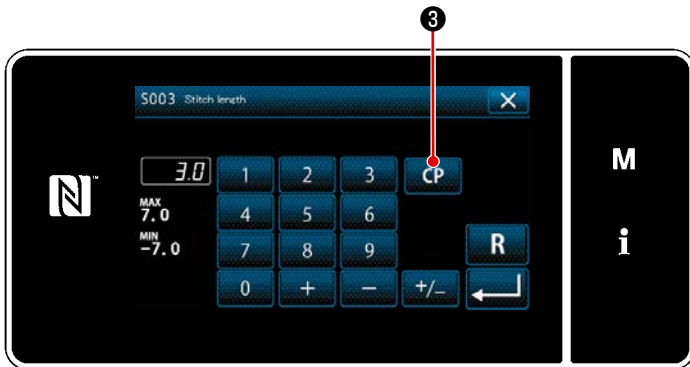 ❸
S003 Stitch length
3.0 1 2 3 CP
MAX
7.0 4 5 6
MIN
-7.0 7 8 9 R
0 + − +/−
M
i
N